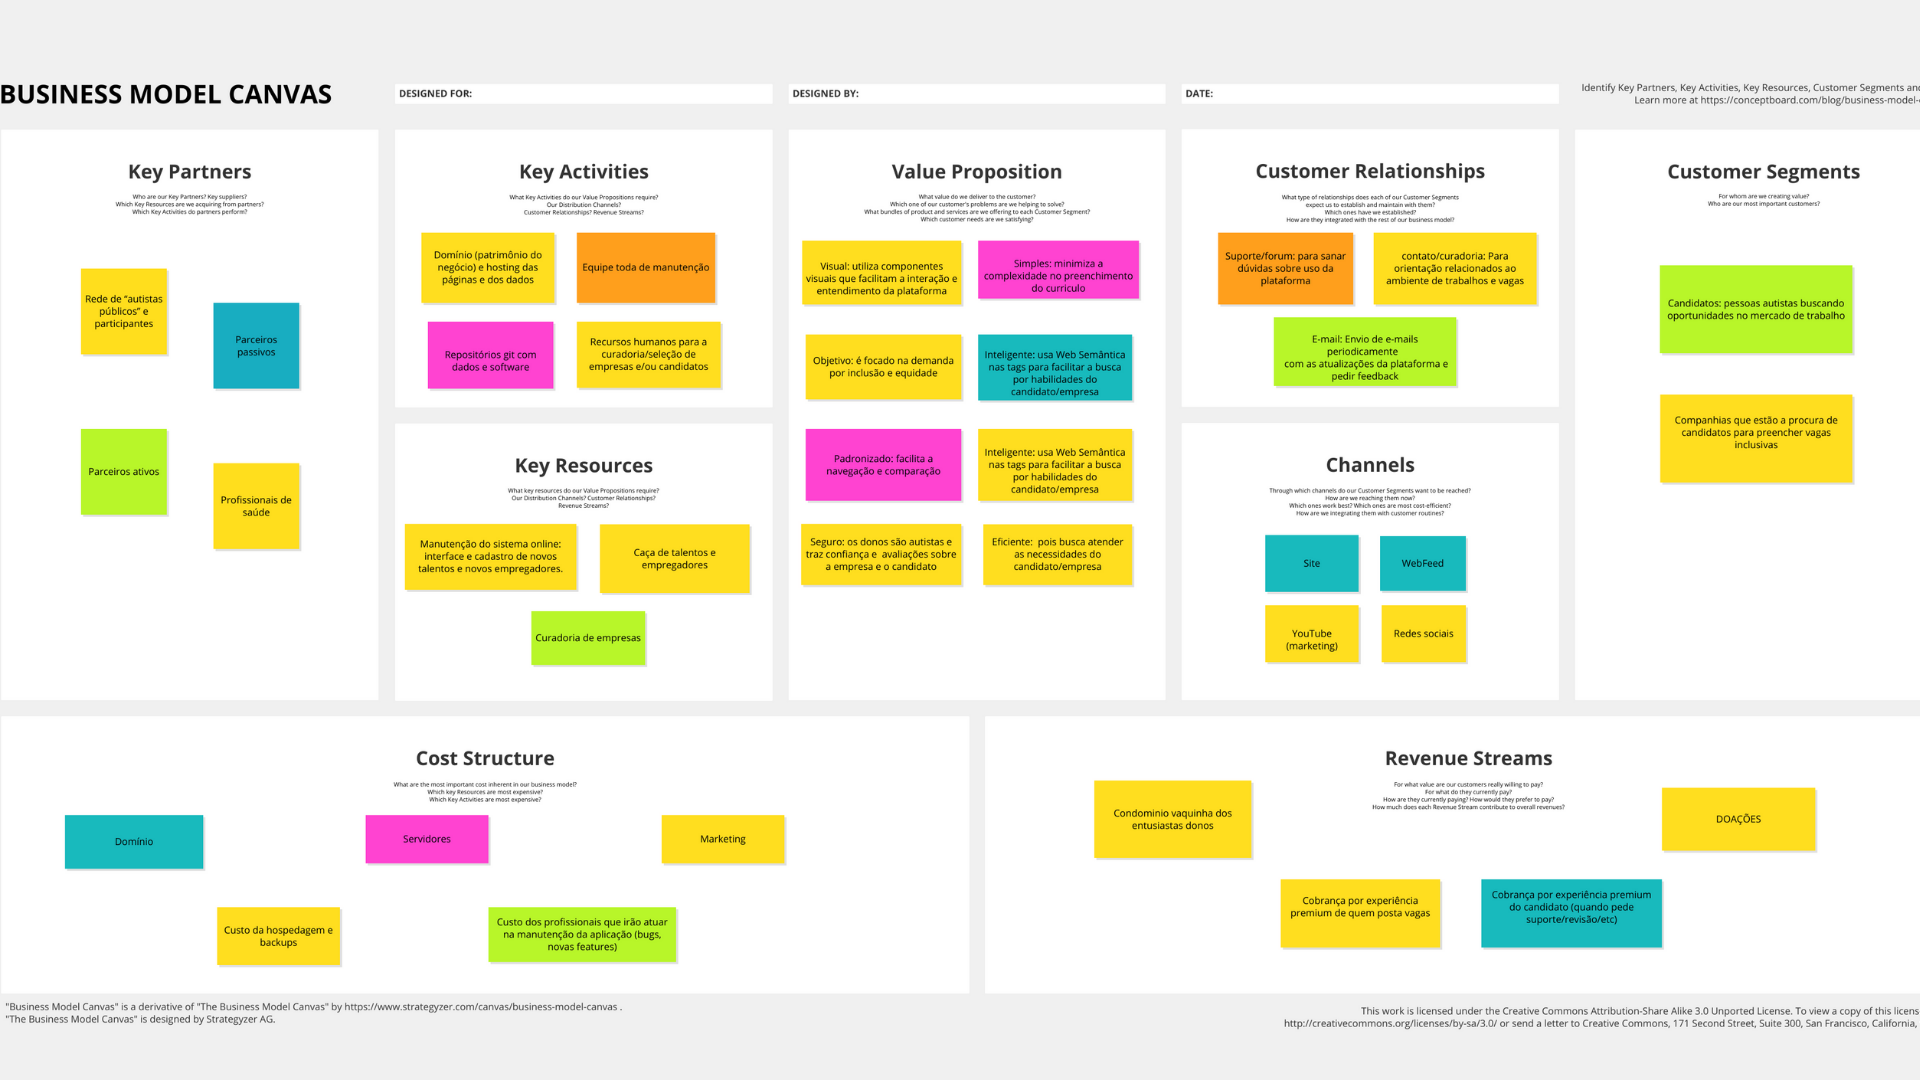 BUSINESS MODEL CANVAS
DESIGNED FOR:
DESIGNED BY:
DATE:
Identify Key Partners, Key Activities, Key Resources, Customer Segments and
Learn more at https://conceptboard.com/blog/business-model-
Key Partners
Who are our Key Partners? Key suppliers?
Which Key Resources are we acquiring from partners?
Which Key Activities do partners perform?
Rede de "autistas
públicos" e
participantes
Parceiros
passivos
Parceiros ativos
Profissionais de
saúde
Key Activities
What Key Activities do our Value Propositions require?
Our Distribution Channels?
Customer Relationships? Revenue Streams?
Domínio (patrimônio do
negócio) e hosting das
páginas e dos dados
Equipe toda de manutenção
Repositórios git com
dados e software
Recursos humanos para a
curadoria/seleção de
empresas e/ou candidatos
Key Resources
What key resources do our Value Propositions require?
Our Distribution Channels? Customer Relationships?
Revenue Streams?
Manutenção do sistema online:
interface e cadastro de novos
talentos e novos empregadores.
Caça de talentos e
empregadores
Curadoria de empresas
Value Proposition
What value do we deliver to the customer?
Which one of our customer's problems are we helping to solve?
What bundles of product and services are we offering to each Customer Segment?
Which customer needs are we satisfying?
Visual: utiliza componentes
visuais que facilitam a interação e
entendimento da plataforma
Simples: minimiza a
complexidade no preenchimento
do curriculo
Objetivo: é focado na demanda
por inclusão e equidade
Inteligente: usa Web Semântica
nas tags para facilitar a busca
por habilidades do
candidato/empresa
Padronizado: facilita a
navegação e comparação
Inteligente: usa Web Semântica
nas tags para facilitar a busca
por habilidades do
candidato/empresa
Seguro: os donos são autistas e
traz confiança e  avaliações sobre
a empresa e o candidato
Eficiente:  pois busca atender
as necessidades do
candidato/empresa
Customer Relationships
What type of relationships does each of our Customer Segments
expect us to establish and maintain with them?
Which ones have we established?
How are they integrated with the rest of our business model?
Suporte/forum: para sanar
dúvidas sobre uso da
plataforma
contato/curadoria: Para
orientação relacionados ao
ambiente de trabalhos e vagas
E-mail: Envio de e-mails
periodicamente
com as atualizações da plataforma e
pedir feedback
Channels
Through which channels do our Customer Segments want to be reached?
How are we reaching them now?
Which ones work best? Which ones are most cost-efficient?
How are we integrating them with customer routines?
Site
WebFeed
YouTube
(marketing)
Redes sociais
Customer Segments
For whom are we creating value?
Who are our most important customers?
Candidatos: pessoas autistas buscando
oportunidades no mercado de trabalho
Companhias que estão a procura de
candidatos para preencher vagas
inclusivas
Cost Structure
What are the most important cost inherent in our business model?
Which key Resources are most expensive?
Which Key Activities are most expensive?
Domínio
Servidores
Marketing
Custo da hospedagem e
backups
Custo dos profissionais que irão atuar
na manutenção da aplicação (bugs,
novas features)
Revenue Streams
For what value are our customers really willing to pay?
For what do they currently pay?
How are they currently paying? How would they prefer to pay?
How much does each Revenue Stream contribute to overall revenues?
Condominio vaquinha dos
entusiastas donos
DOAÇÕES
Cobrança por experiência
premium de quem posta vagas
Cobrança por experiência premium
do candidato (quando pede
suporte/revisão/etc)
"Business Model Canvas" is a derivative of "The Business Model Canvas" by https://www.strategyzer.com/canvas/business-model-canvas .
"The Business Model Canvas" is designed by Strategyzer AG.
This work is licensed under the Creative Commons Attribution-Share Alike 3.0 Unported License. To view a copy of this licens
http://creativecommons.org/licenses/by-sa/3.0/ or send a letter to Creative Commons, 171 Second Street, Suite 300, San Francisco, California,